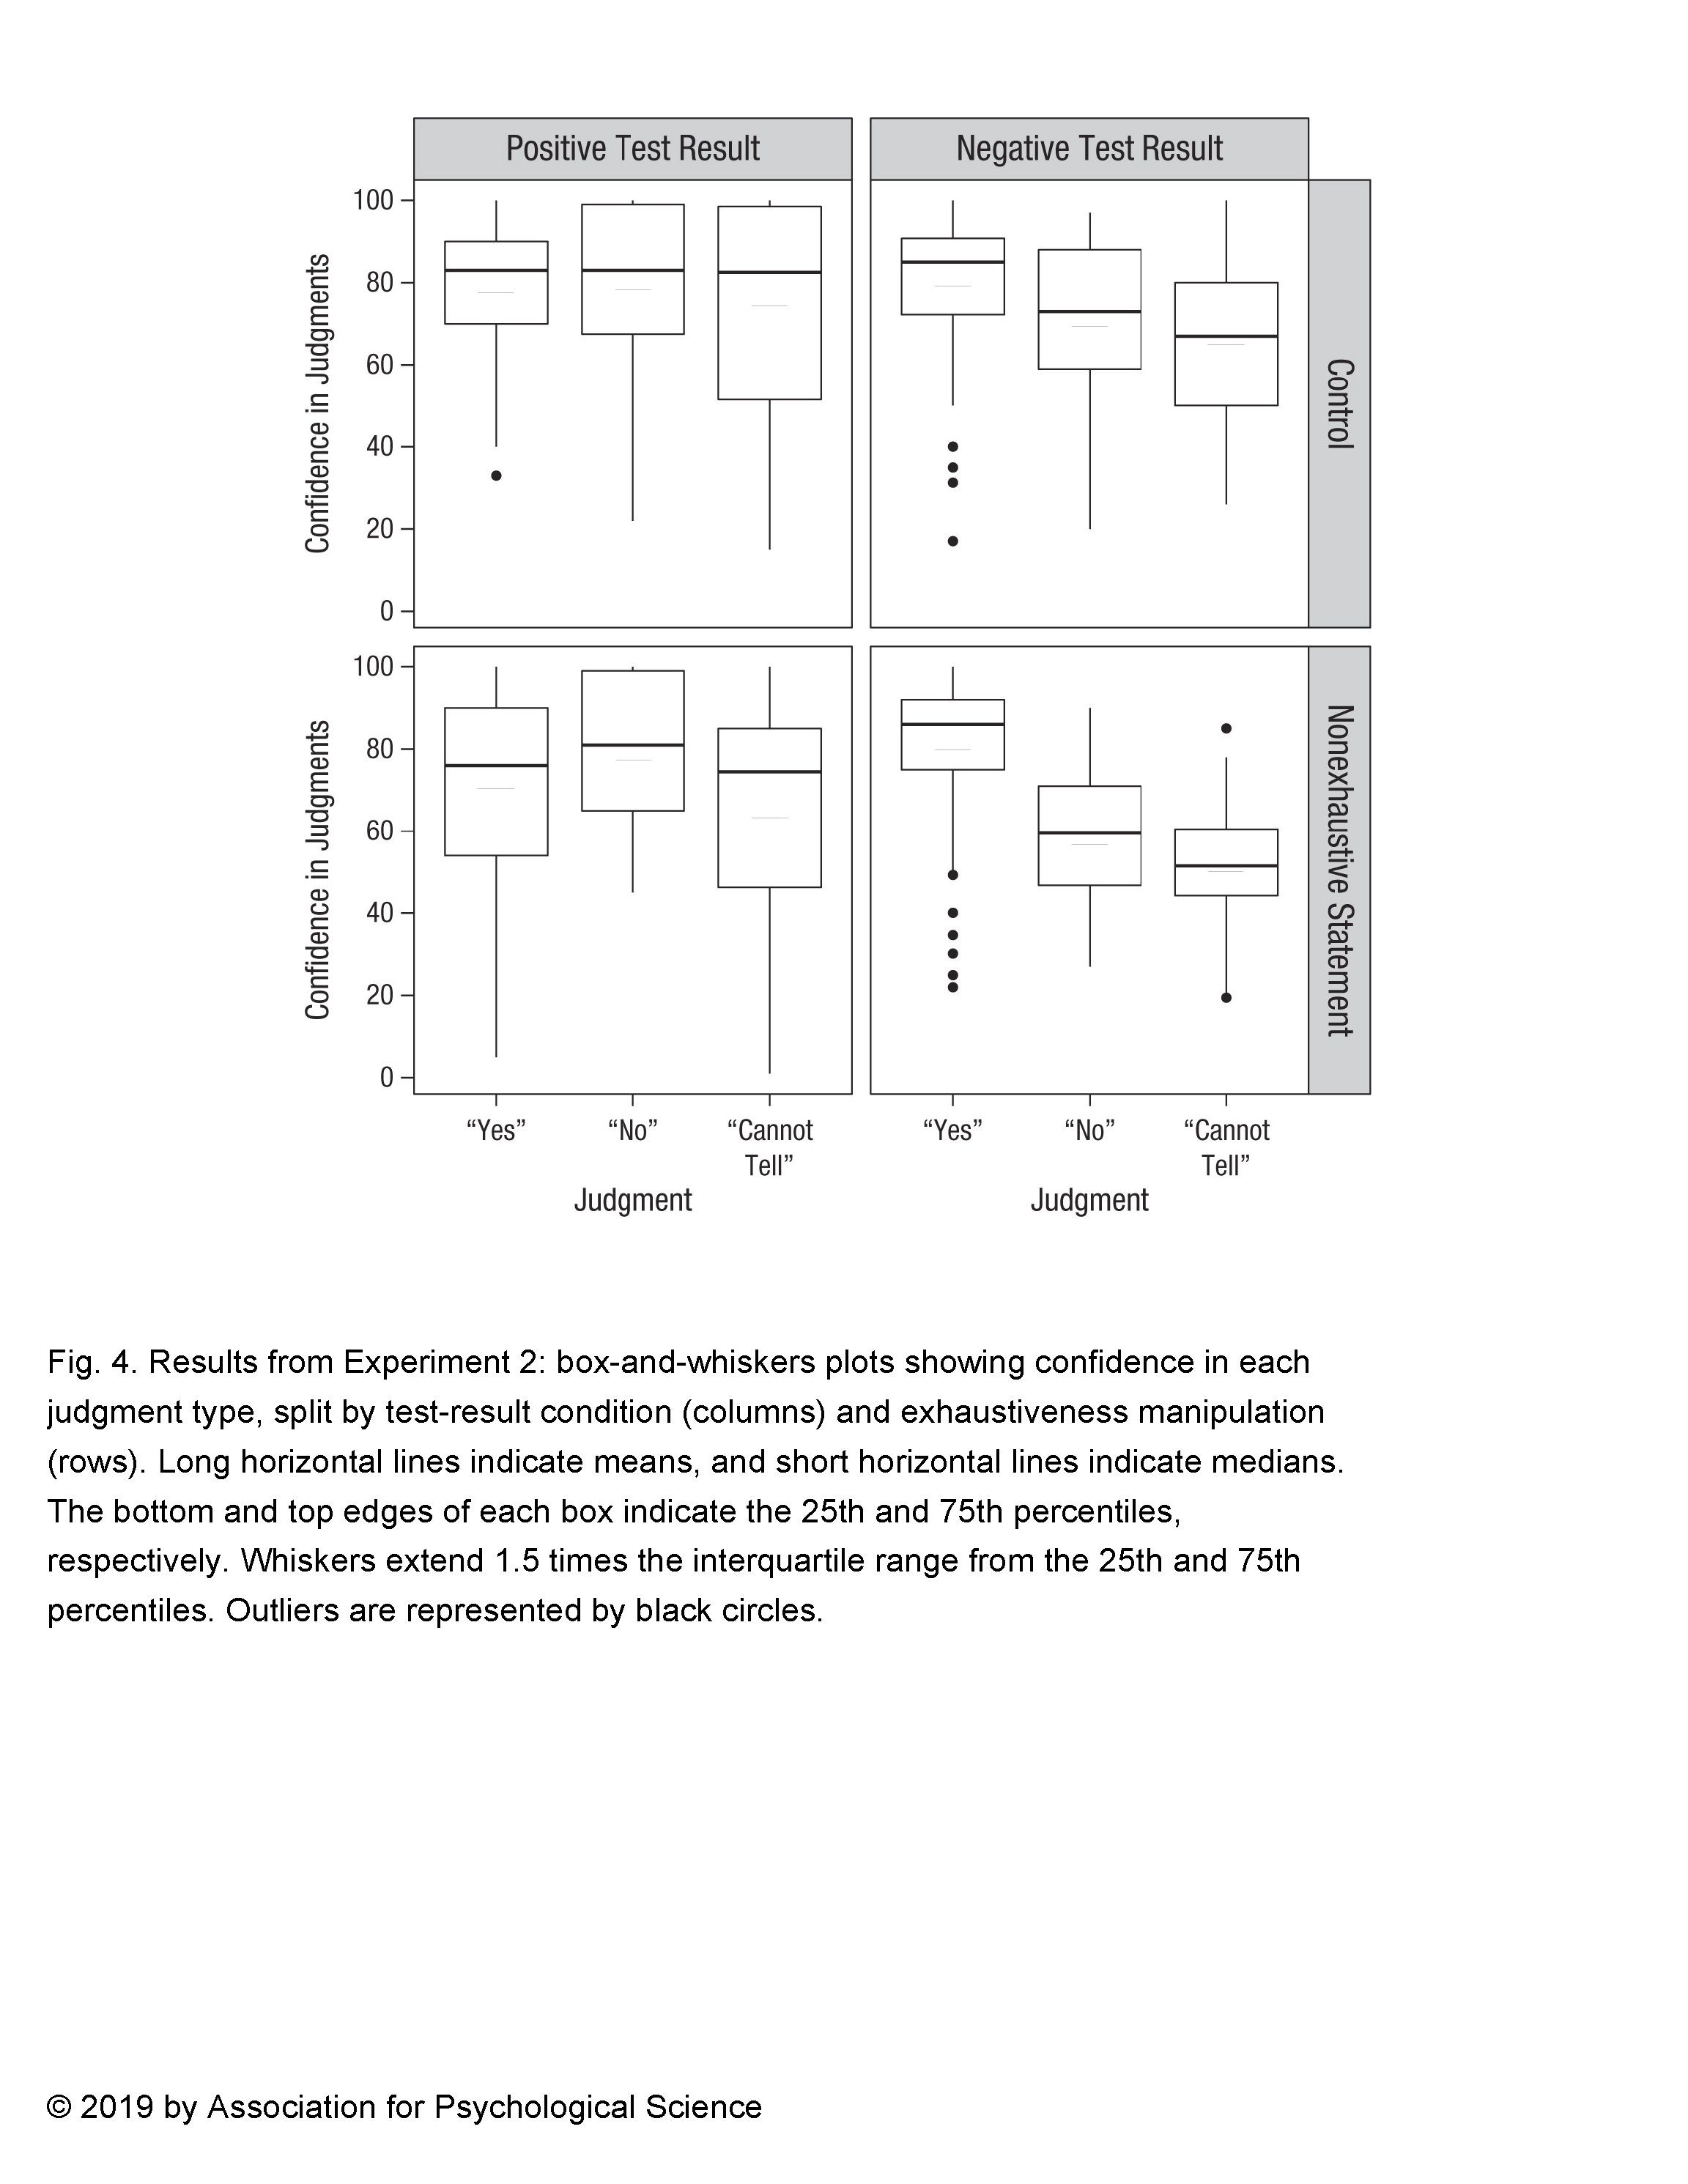 Positive Test Result
Negative Test Result
Confidence in Judgments
100
80
60
40
20
0
Control
Confidence in Judgments
100
80
60
40
20
0
Nonexhaustive Statement
“Yes”
“No”
“Cannot
Tell”
“Yes”
“No”
“Cannot
Tell”
Judgment
Judgment
Fig. 4. Results from Experiment 2: box-and-whiskers plots showing confidence in each
judgment type, split by test-result condition (columns) and exhaustiveness manipulation
(rows). Long horizontal lines indicate means, and short horizontal lines indicate medians.
The bottom and top edges of each box indicate the 25th and 75th percentiles,
respectively. Whiskers extend 1.5 times the interquartile range from the 25th and 75th
percentiles. Outliers are represented by black circles.
© 2019 by Association for Psychological Science